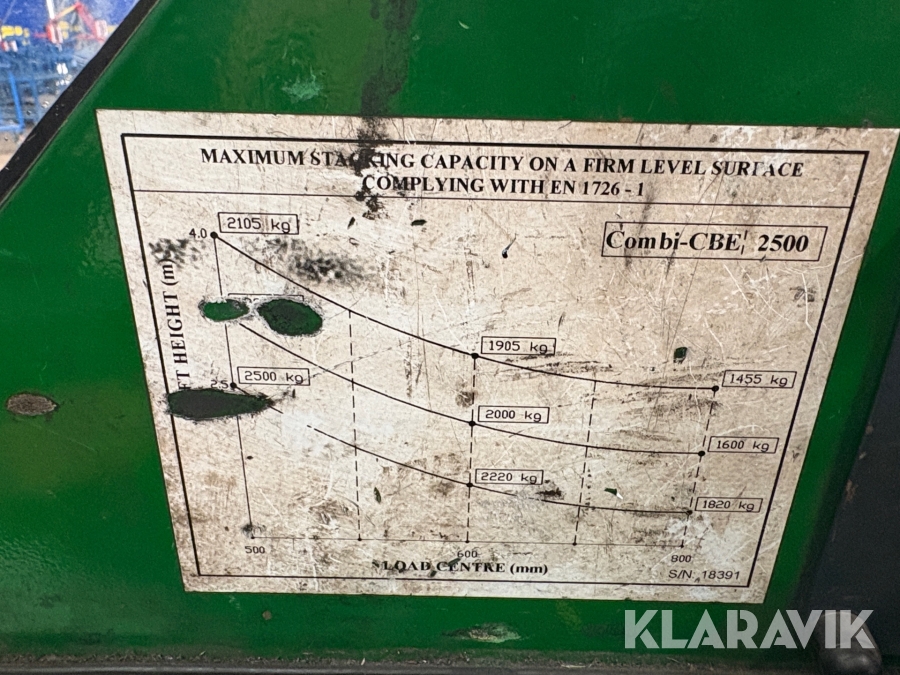 MAXIMUM STACKING CAPACITY ON A FIRM LEVEL SURFACE
COMPLYING WITH EN 1726 - 1
Combi-CBE 2500
4.0
2105 kg
HEIGHT (m)
1905 kg
1455 kg
2.5
2500 kg
2000 kg
1600 kg
2220 kg
1820 kg
500
600
800
LOAD CENTRE (mm)
S/N. 18391
KLARAVIK